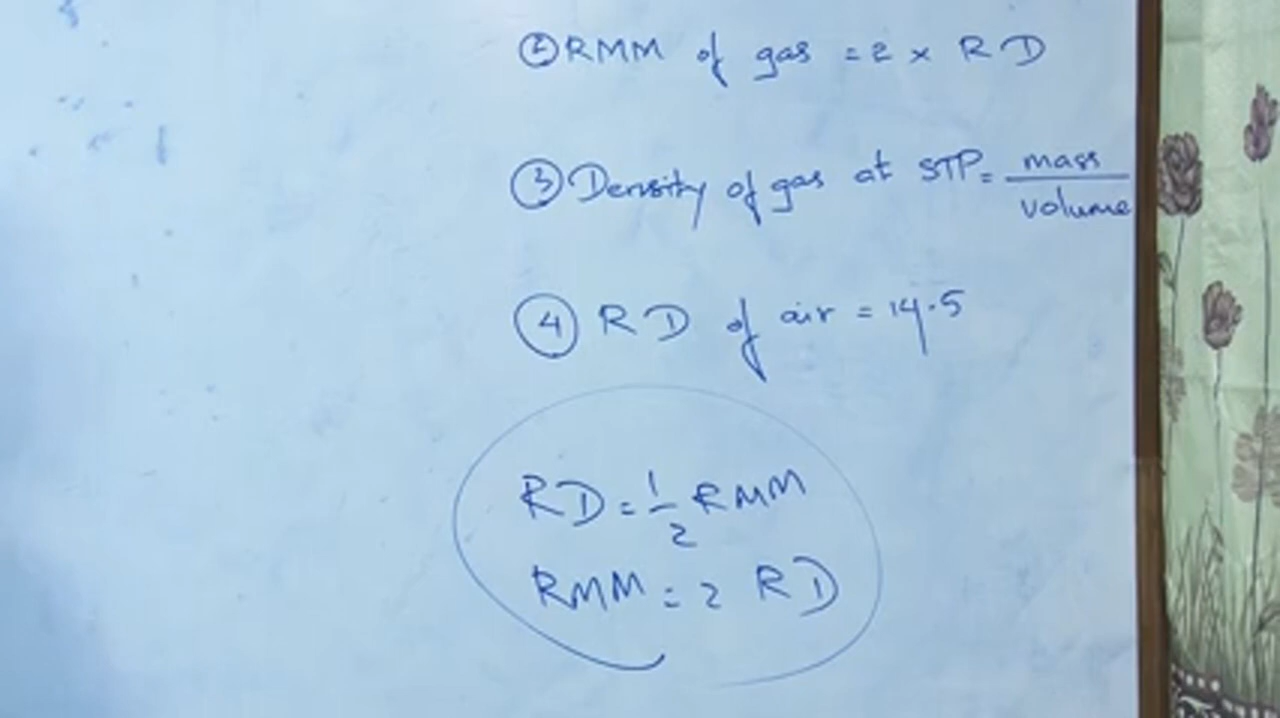 ② RMM of gas = 2 × RD
③ Density of gas at STP = mass / volume
④ RD of air = 14.5
RD = 1/2 RMM
RMM = 2 RD